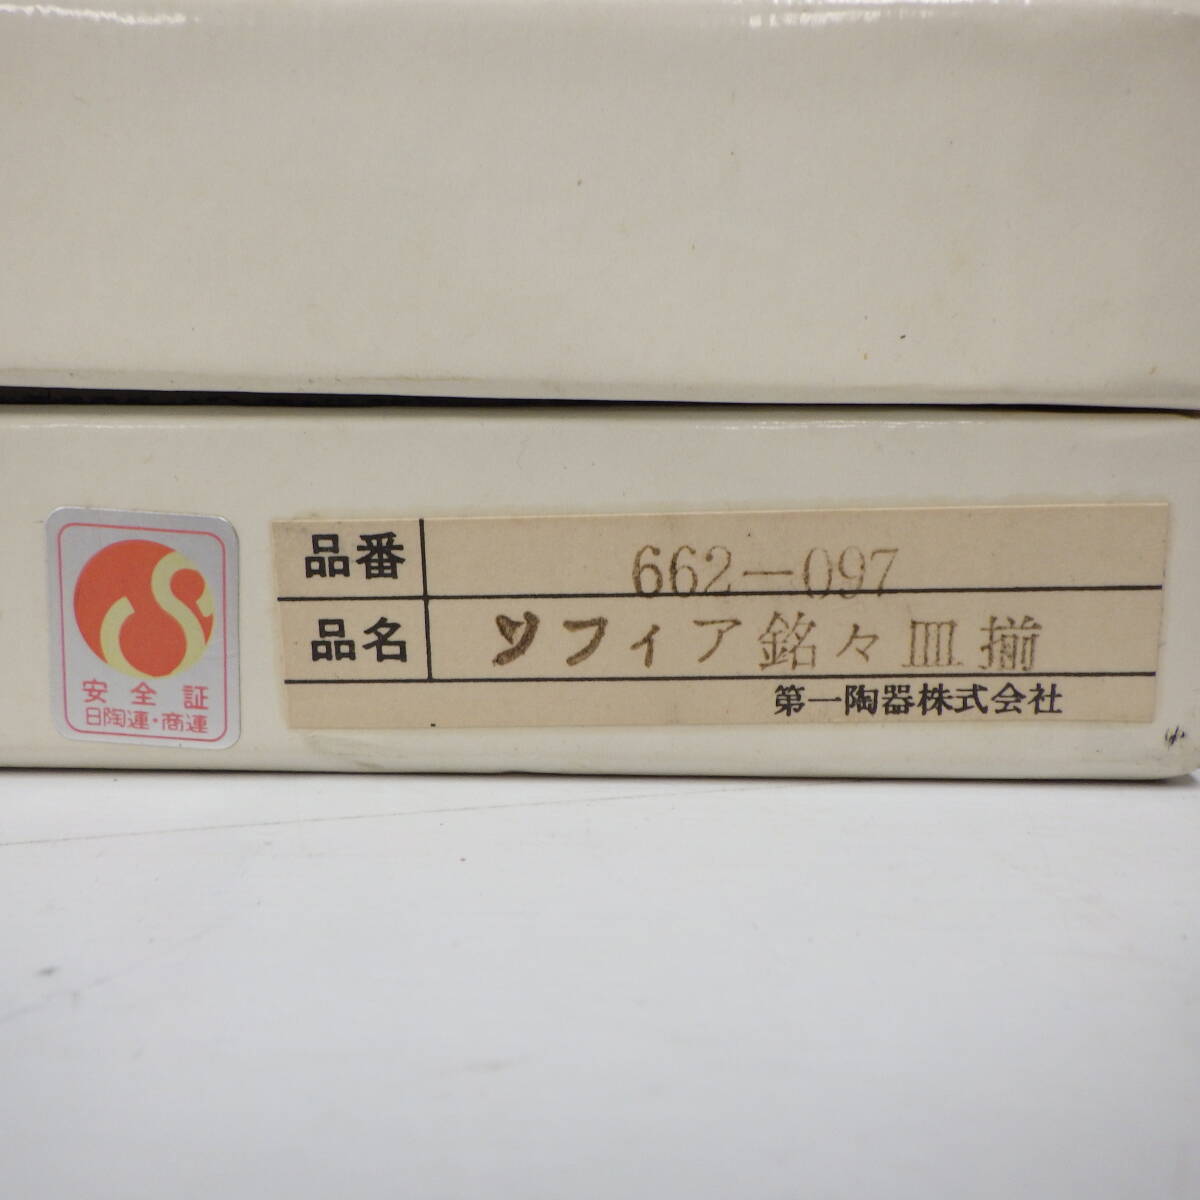 安全証
日陶連・商連
品番 662-097
品名 ソフィア銘々皿揃
第一陶器株式会社